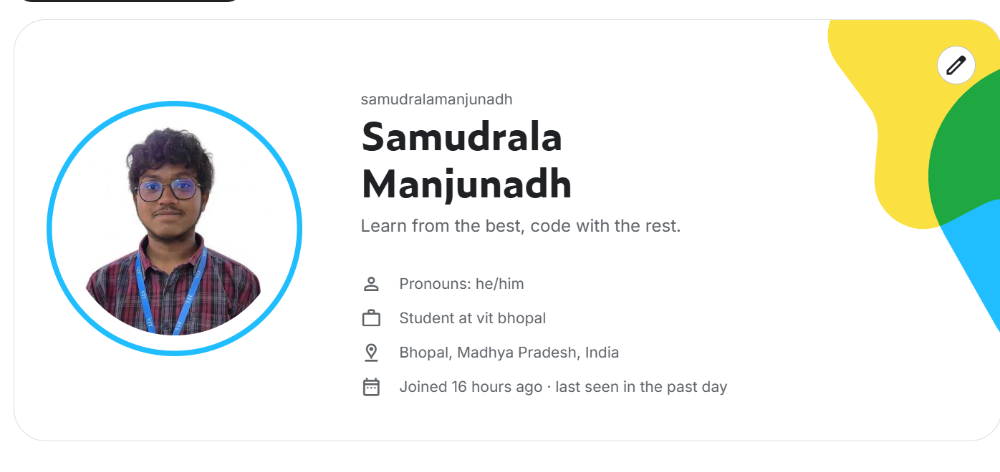 samudralamanjunadh
Samudrala
Manjunadh
Learn from the best, code with the rest.
Pronouns: he/him
Student at vit bhopal
Bhopal, Madhya Pradesh, India
Joined 16 hours ago · last seen in the past day